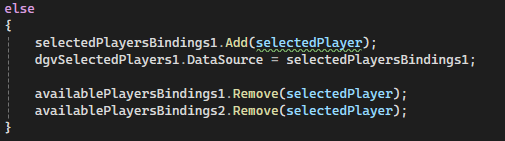 else
{
selectedPlayersBindings1.Add(selectedPlayer);
dgvSelectedPlayers1.DataSource = selectedPlayersBindings1;
availablePlayersBindings1.Remove(selectedPlayer);
availablePlayersBindings2.Remove(selectedPlayer);
}